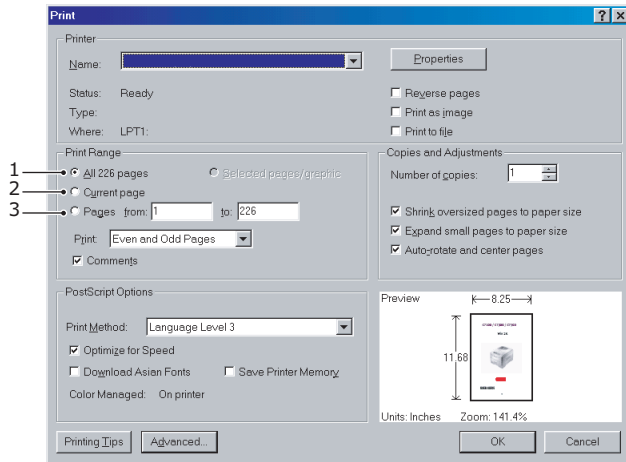 Print
Printer
Name:
Properties
Status: Ready
Reverse pages
Type:
Print as image
Where: LPT1:
Print to file
Print Range
Copies and Adjustments
1 All 226 pages
Selected pages/graphic
Number of copies: 1
2 Current page
3 Pages from: 1 to: 226
Shrink oversized pages to paper size
Print: Even and Odd Pages
Expand small pages to paper size
Comments
Auto-rotate and center pages
PostScript Options
Preview
8.25
Print Method: Language Level 3
11.68
Optimize for Speed
Download Asian Fonts
Save Printer Memory
Color Managed: On printer
Units: Inches Zoom: 141.4%
Printing Tips
Advanced...
OK
Cancel